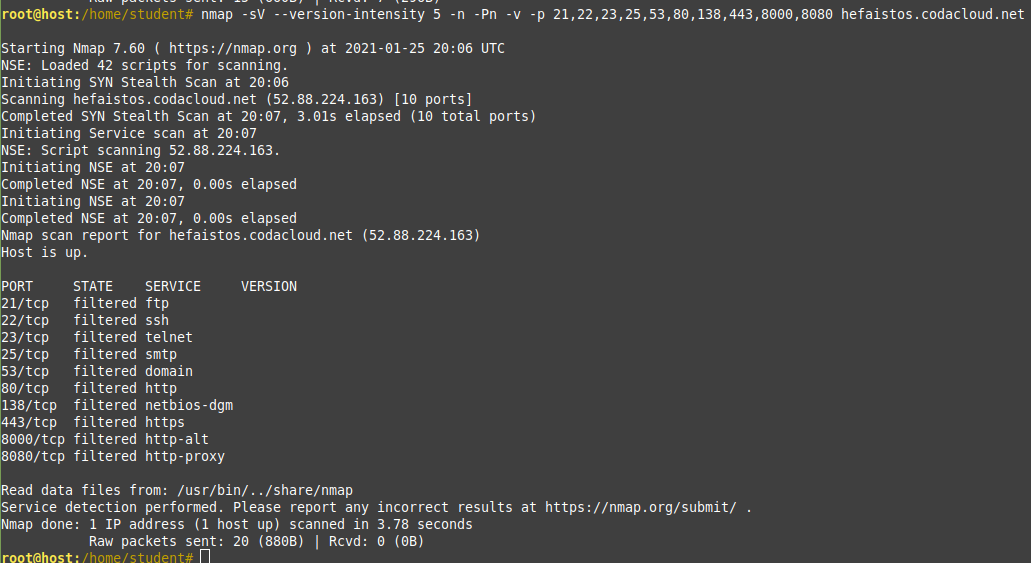 Raw packets sent: 15 (660B) | Rcvd: 7 (296B)
root@host:/home/student# nmap -sV --version-intensity 5 -n -Pn -v -p 21,22,23,25,53,80,138,443,8000,8080 hefaistos.codacloud.net
Starting Nmap 7.60 ( https://nmap.org ) at 2021-01-25 20:06 UTC
NSE: Loaded 42 scripts for scanning.
Initiating SYN Stealth Scan at 20:06
Scanning hefaistos.codacloud.net (52.88.224.163) [10 ports]
Completed SYN Stealth Scan at 20:07, 3.01s elapsed (10 total ports)
Initiating Service scan at 20:07
NSE: Script scanning 52.88.224.163.
Initiating NSE at 20:07
Completed NSE at 20:07, 0.00s elapsed
Initiating NSE at 20:07
Completed NSE at 20:07, 0.00s elapsed
Nmap scan report for hefaistos.codacloud.net (52.88.224.163)
Host is up.
PORT     STATE    SERVICE     VERSION
21/tcp   filtered ftp
22/tcp   filtered ssh
23/tcp   filtered telnet
25/tcp   filtered smtp
53/tcp   filtered domain
80/tcp   filtered http
138/tcp  filtered netbios-dgm
443/tcp  filtered https
8000/tcp filtered http-alt
8080/tcp filtered http-proxy
Read data files from: /usr/bin/../share/nmap
Service detection performed. Please report any incorrect results at https://nmap.org/submit/ .
Nmap done: 1 IP address (1 host up) scanned in 3.78 seconds
Raw packets sent: 20 (880B) | Rcvd: 0 (0B)
root@host:/home/student#